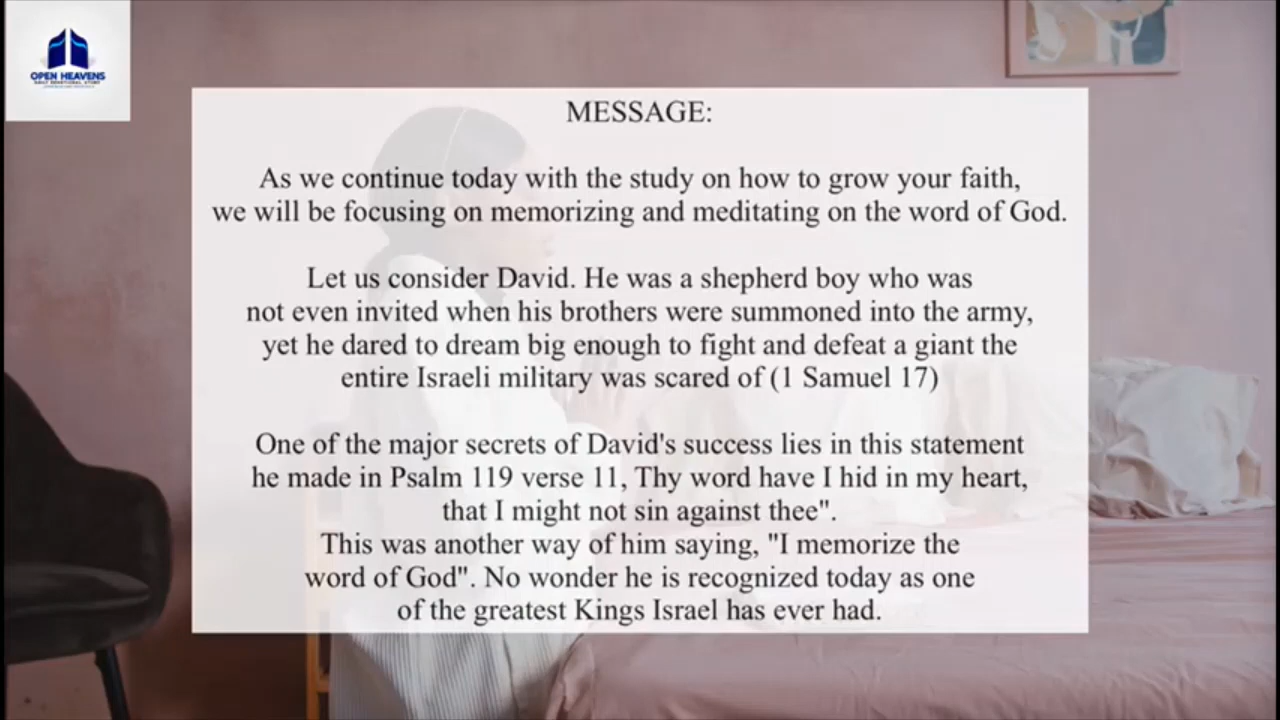 OPEN HEAVENS
DAILY DEVOTIONAL STUDY
MESSAGE:
As we continue today with the study on how to grow your faith,
we will be focusing on memorizing and meditating on the word of God.
Let us consider David. He was a shepherd boy who was
not even invited when his brothers were summoned into the army,
yet he dared to dream big enough to fight and defeat a giant the
entire Israeli military was scared of (1 Samuel 17)
One of the major secrets of David's success lies in this statement
he made in Psalm 119 verse 11, Thy word have I hid in my heart,
that I might not sin against thee".
This was another way of him saying, "I memorize the
word of God". No wonder he is recognized today as one
of the greatest Kings Israel has ever had.